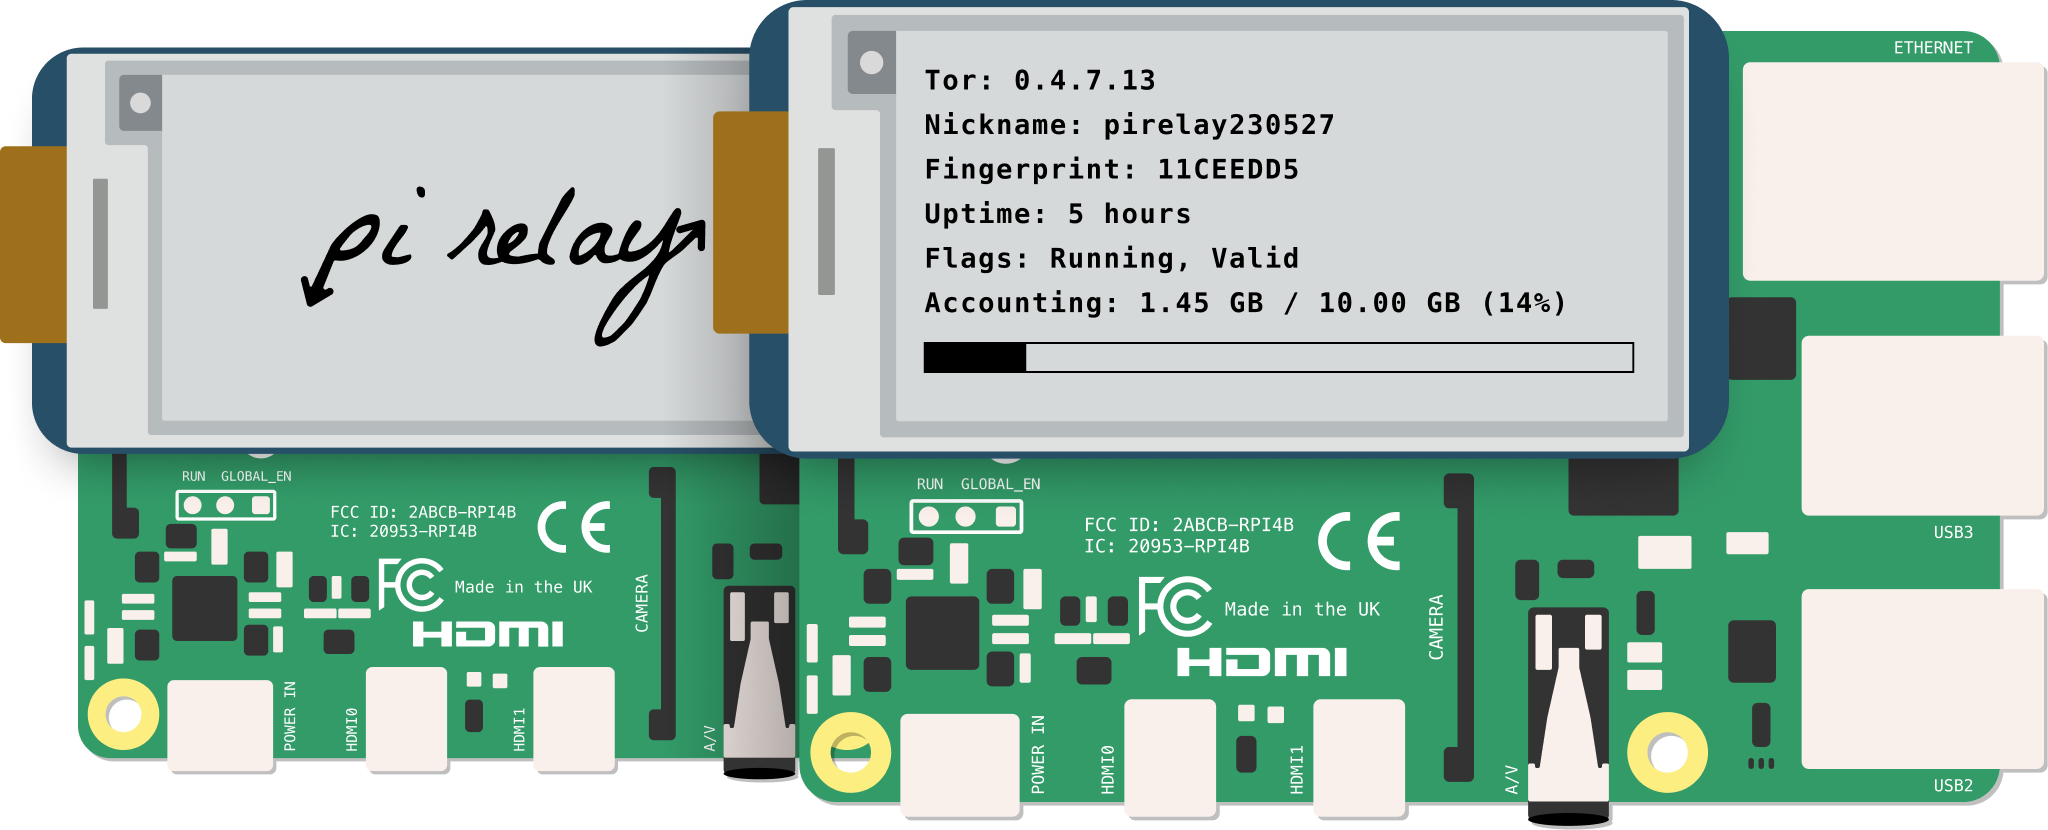 pi relay
RUN GLOBAL_EN
FCC ID: 2ABCB-RPI4B
IC: 20953-RPI4B
CE
FC
Made in the UK
HDMI
CAMERA
POWER IN
HDMI0
HDMI1
A/V
Tor: 0.4.7.13
Nickname: pirelay230527
Fingerprint: 11CEEDD5
Uptime: 5 hours
Flags: Running, Valid
Accounting: 1.45 GB / 10.00 GB (14%)
ETHERNET
RUN GLOBAL_EN
FCC ID: 2ABCB-RPI4B
IC: 20953-RPI4B
CE
FC
Made in the UK
HDMI
CAMERA
POWER IN
HDMI0
HDMI1
A/V
USB3
USB2